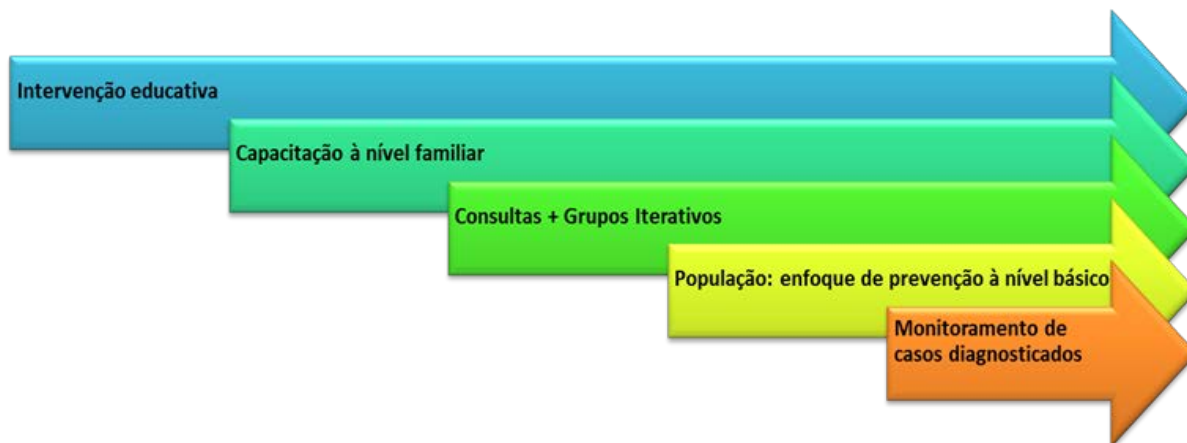 Intervenção educativa
Capacitação à nível familiar
Consultas + Grupos Iterativos
População: enfoque de prevenção à nível básico
Monitoramento de
casos diagnosticados